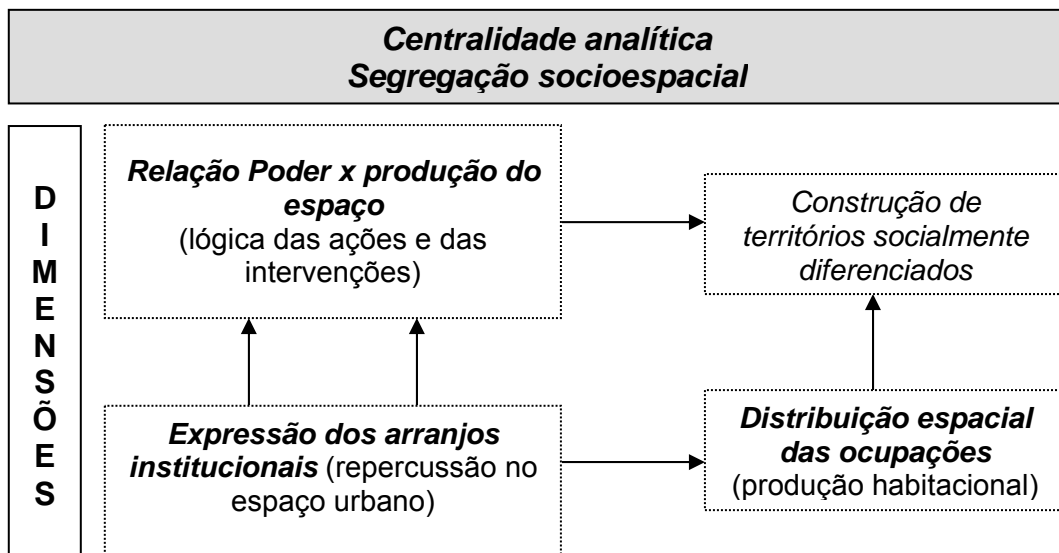 Centralidade analítica
Segregação socioespacial
DIMENSÕES
Relação Poder x produção do
espaço
(lógica das ações e das
intervenções)
Construção de
territórios socialmente
diferenciados
Expressão dos arranjos
institucionais (repercussão no
espaço urbano)
Distribuição espacial
das ocupações
(produção habitacional)